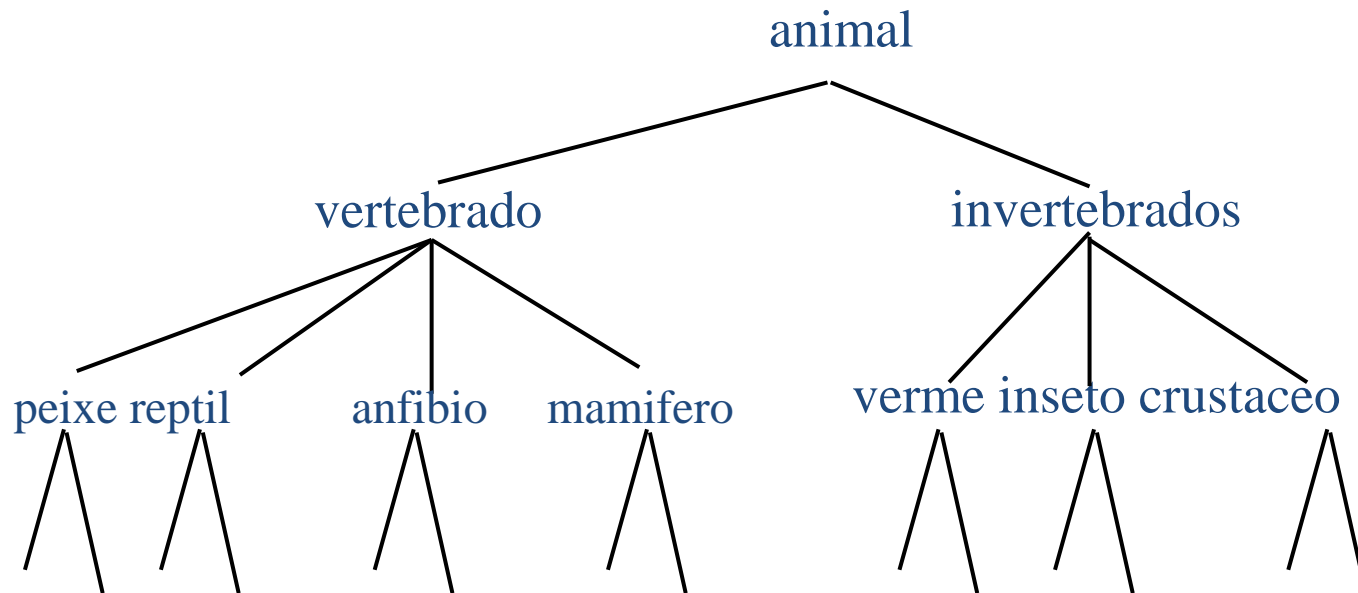 animal
vertebrado invertebrados
peixe reptil anfibio mamifero verme inseto crustaceo